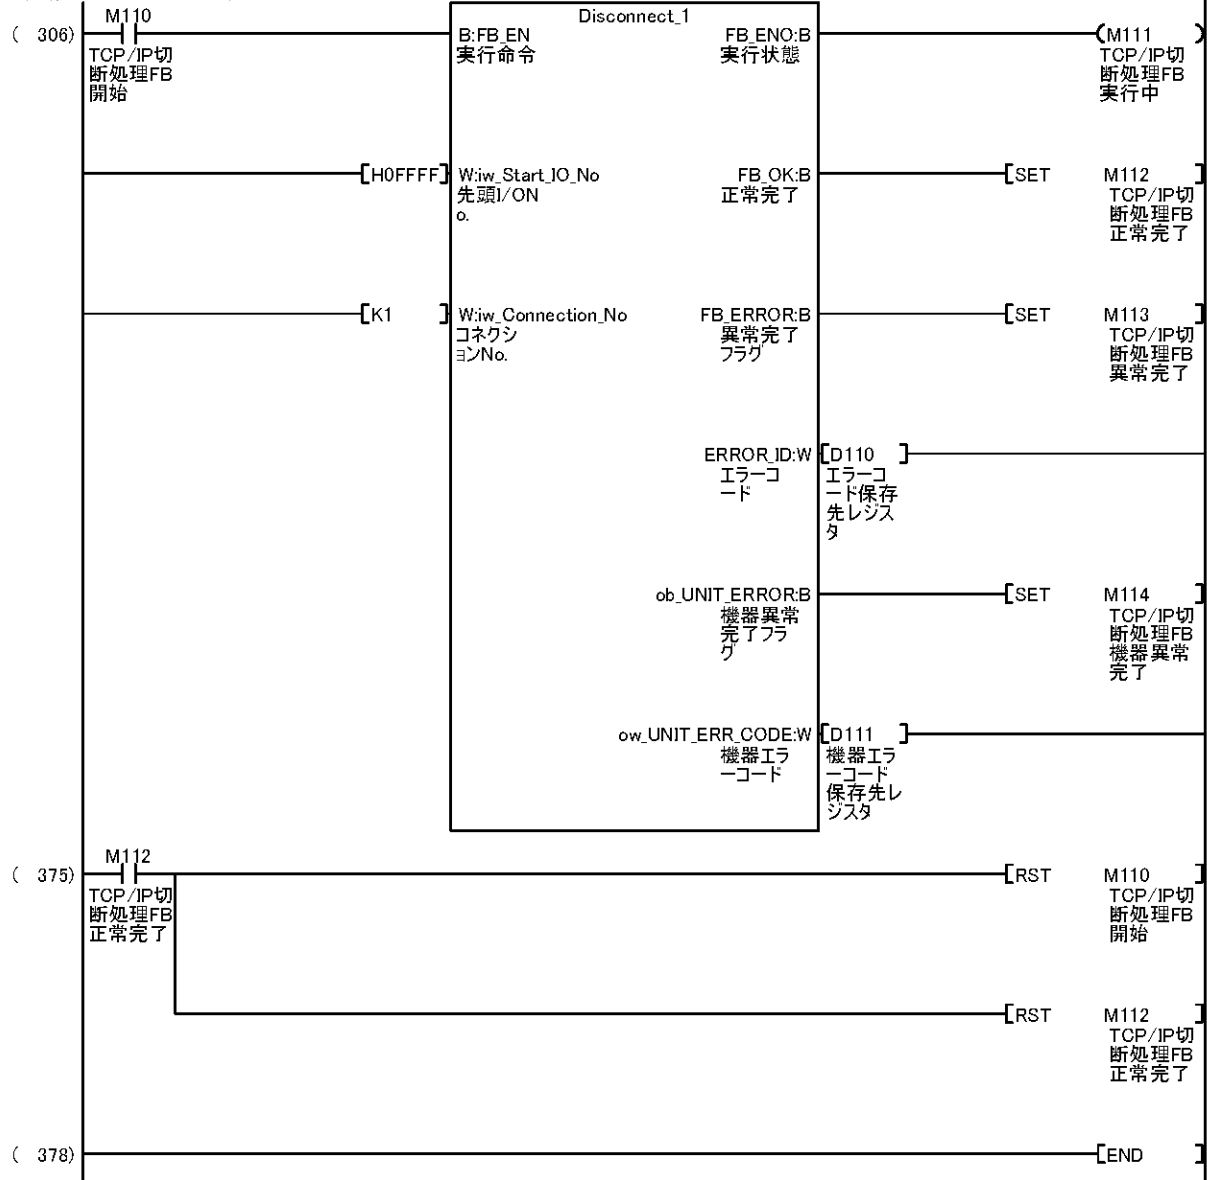 M110
Disconnect_1
( 306)
B:FB_EN
FB_ENO:B
(M111 )
TCP/IP切
断処理FB
開始
実行命令
実行状態
TCP/IP切
断処理FB
実行中
[H0FFFF]
W:iw_Start_IO_No
先頭I/ON
o.
FB_OK:B
正常完了
[SET M112 ]
TCP/IP切
断処理FB
正常完了
[K1 ]
W:iw_Connection_No
コネクシ
ョンNo.
FB_ERROR:B
異常完了
フラグ
[SET M113 ]
TCP/IP切
断処理FB
異常完了
ERROR_ID:W
エラーコ
ード
[D110 ]
エラーコ
ード保存
先レジス
タ
ob_UNIT_ERROR:B
機器異常
完了フラ
グ
[SET M114 ]
TCP/IP切
断処理FB
機器異常
完了
ow_UNIT_ERR_CODE:W
機器エラ
ーコード
[D111 ]
機器エラ
ーコード
保存先レ
ジスタ
M112
( 375)
TCP/IP切
断処理FB
正常完了
[RST M110 ]
TCP/IP切
断処理FB
開始
[RST M112 ]
TCP/IP切
断処理FB
正常完了
( 378)
[END ]